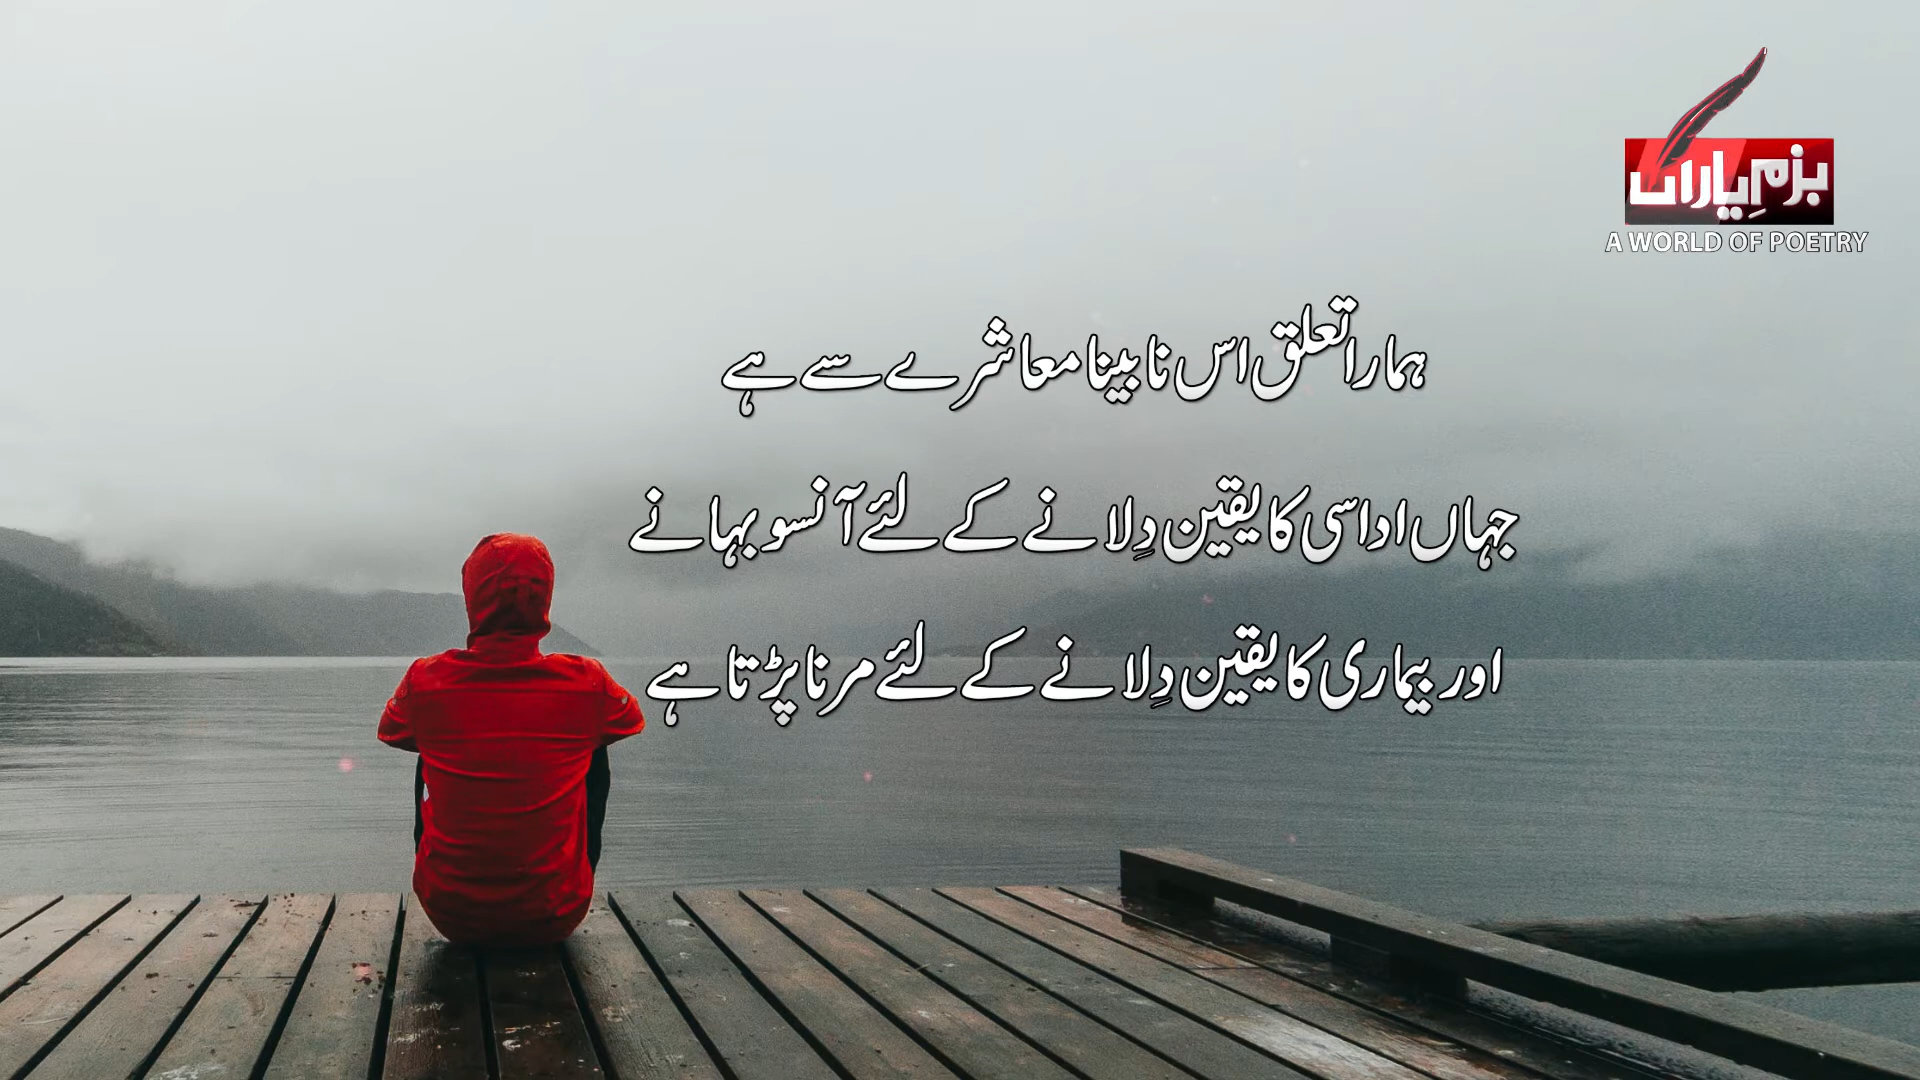 بزمِ یاراں
A WORLD OF POETRY
ہمارا تعلق اس نابینا معاشرے سے ہے
جہاں اداسی کا یقین دِلانے کے لئے آنسو بہانے
اور بیماری کا یقین دِلانے کے لئے مرنا پڑتا ہے